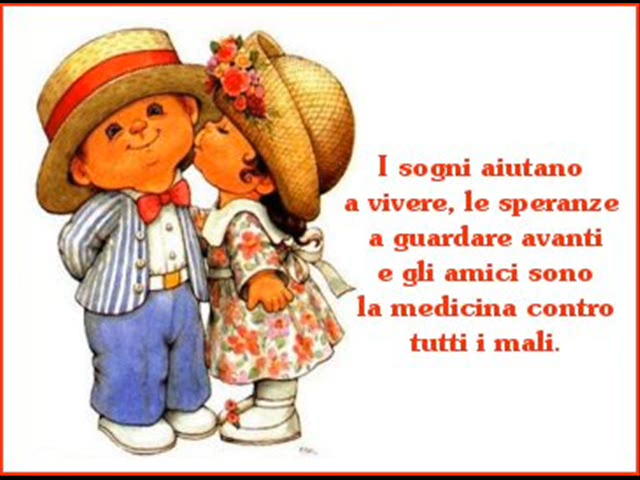 I sogni aiutano
a vivere, le speranze
a guardare avanti
e gli amici sono
la medicina contro
tutti i mali.